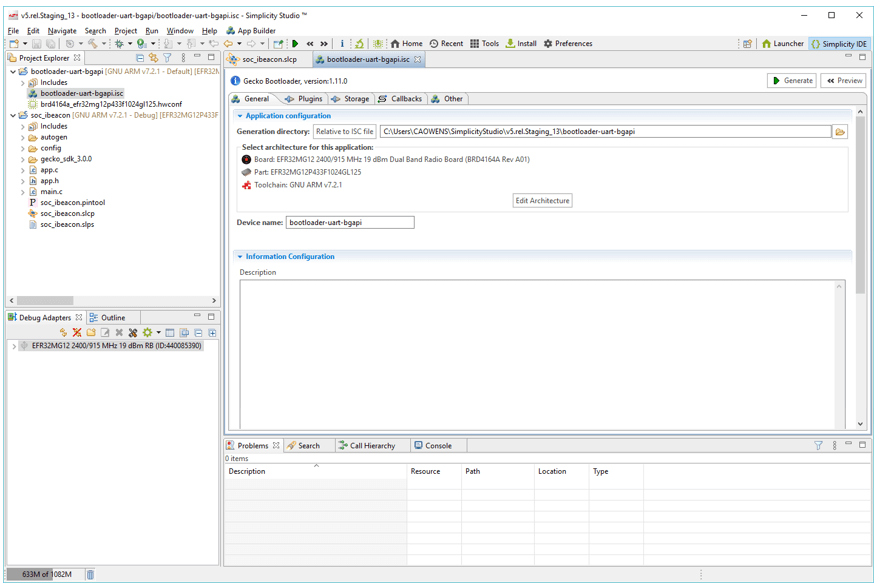 v5.rel.Staging_13 - bootloader-uart-bgapi/bootloader-uart-bgapi.isc - Simplicity Studio ™
File Edit Navigate Search Project Run Window Help App Builder
Home Recent Tools Install Preferences Launcher Simplicity IDE
Project Explorer
bootloader-uart-bgapi [GNU ARM v7.2.1 - Default] [EFR32
Includes
bootloader-uart-bgapi.isc
brd4164a_efr32mg12p433f1024gl125.hwconf
soc_ibeacon [GNU ARM v7.2.1 - Debug] [EFR32MG12P433F
Includes
autogen
config
gecko_sdk_3.0.0
app.c
app.h
main.c
soc_ibeacon.pintool
soc_ibeacon.slcp
soc_ibeacon.slps
Debug Adapters Outline
EFR32MG12 2400/915 MHz 19 dBm RB (ID:440085390)
soc_ibeacon.slcp bootloader-uart-bgapi.isc
Gecko Bootloader, version:1.11.0
Generate Preview
General Plugins Storage Callbacks Other
Application configuration
Generation directory: Relative to ISC file C:\Users\CAOWENS\SimplicityStudio\v5.rel.Staging_13\bootloader-uart-bgapi
Select architecture for this application:
Board: EFR32MG12 2400/915 MHz 19 dBm Dual Band Radio Board (BRD4164A Rev A01)
Part: EFR32MG12P433F1024GL125
Toolchain: GNU ARM v7.2.1
Edit Architecture
Device name: bootloader-uart-bgapi
Information Configuration
Description
Problems Search Call Hierarchy Console
0 items
Description Resource Path Location Type
633M of 1082M